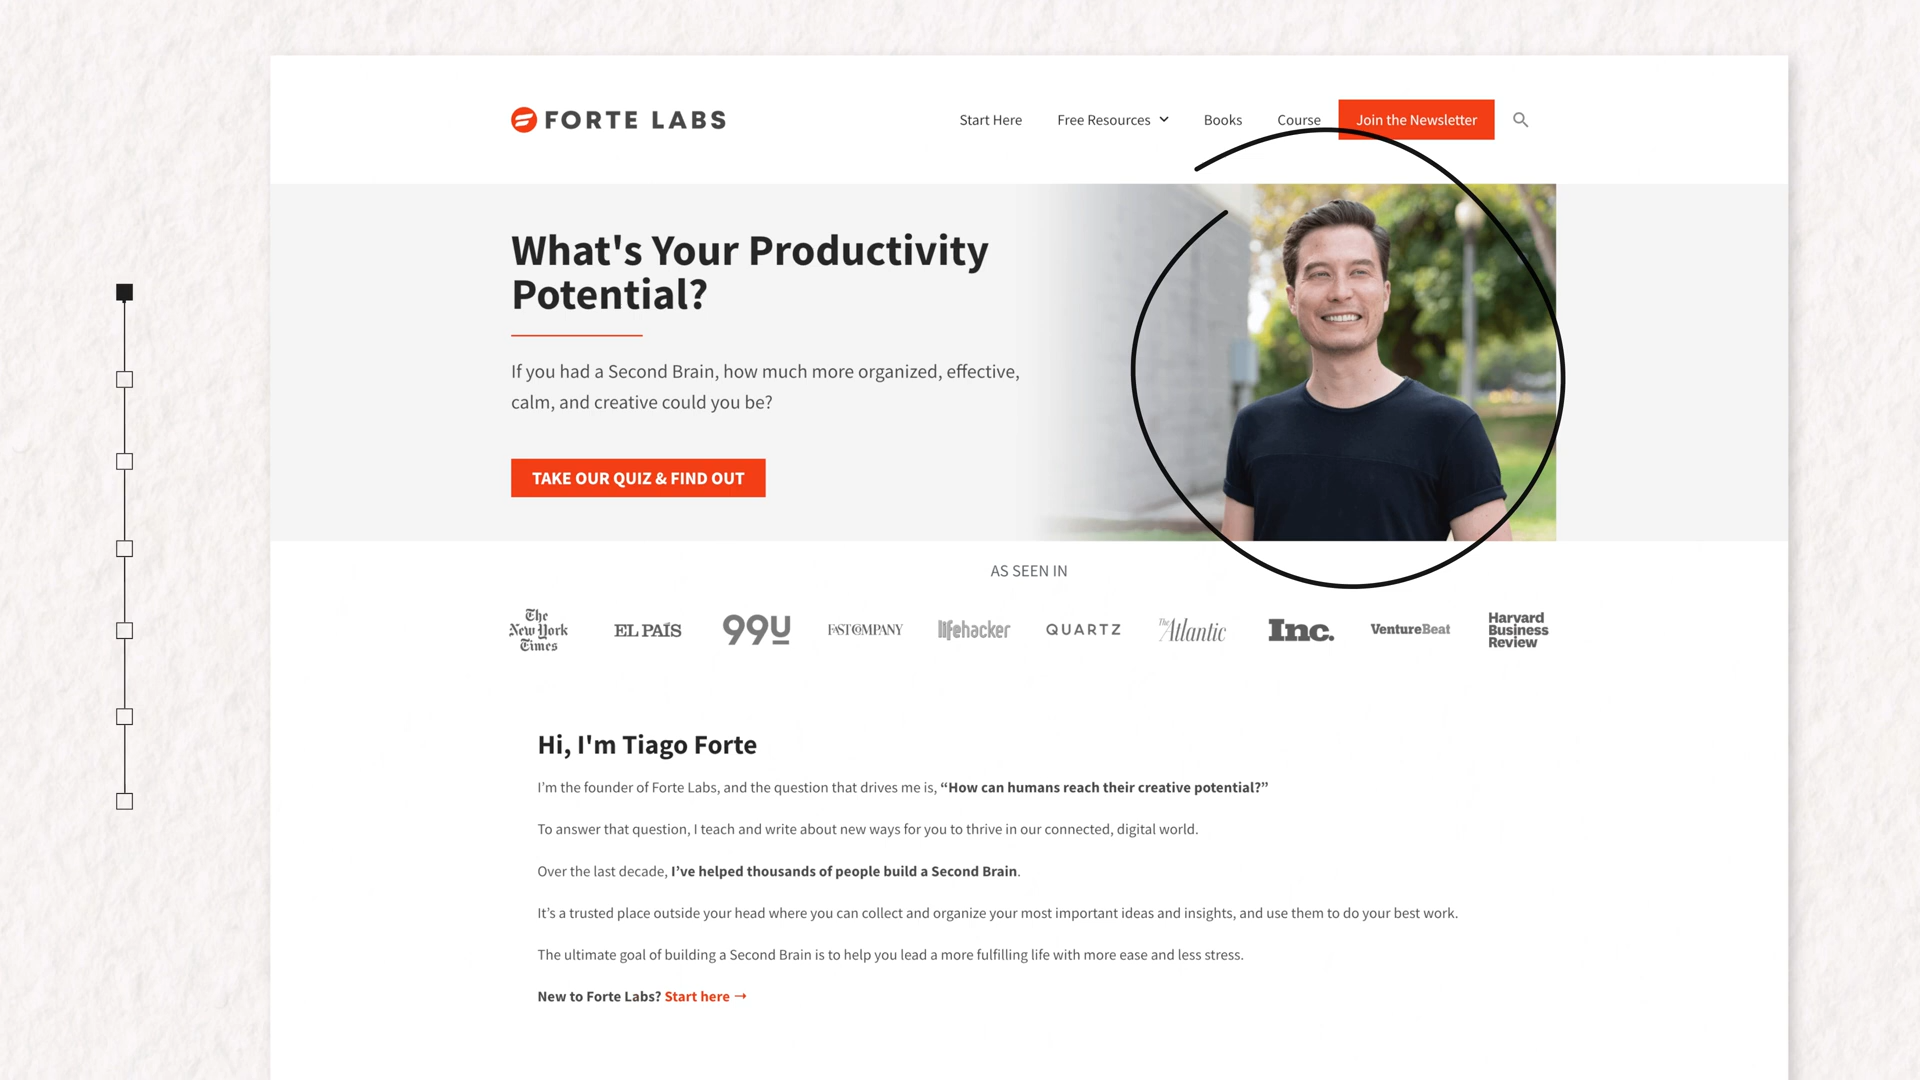 FORTE LABS
Start Here
Free Resources
Books
Course
Join the Newsletter
What's Your Productivity
Potential?
If you had a Second Brain, how much more organized, effective,
calm, and creative could you be?
TAKE OUR QUIZ & FIND OUT
AS SEEN IN
The
New York
Times
EL PAÍS
99U
FAST COMPANY
lifehacker
QUARTZ
The Atlantic
Inc.
VentureBeat
Harvard
Business
Review
Hi, I'm Tiago Forte
I’m the founder of Forte Labs, and the question that drives me is, “How can humans reach their creative potential?”
To answer that question, I teach and write about new ways for you to thrive in our connected, digital world.
Over the last decade, I’ve helped thousands of people build a Second Brain.
It’s a trusted place outside your head where you can collect and organize your most important ideas and insights, and use them to do your best work.
The ultimate goal of building a Second Brain is to help you lead a more fulfilling life with more ease and less stress.
New to Forte Labs? Start here →